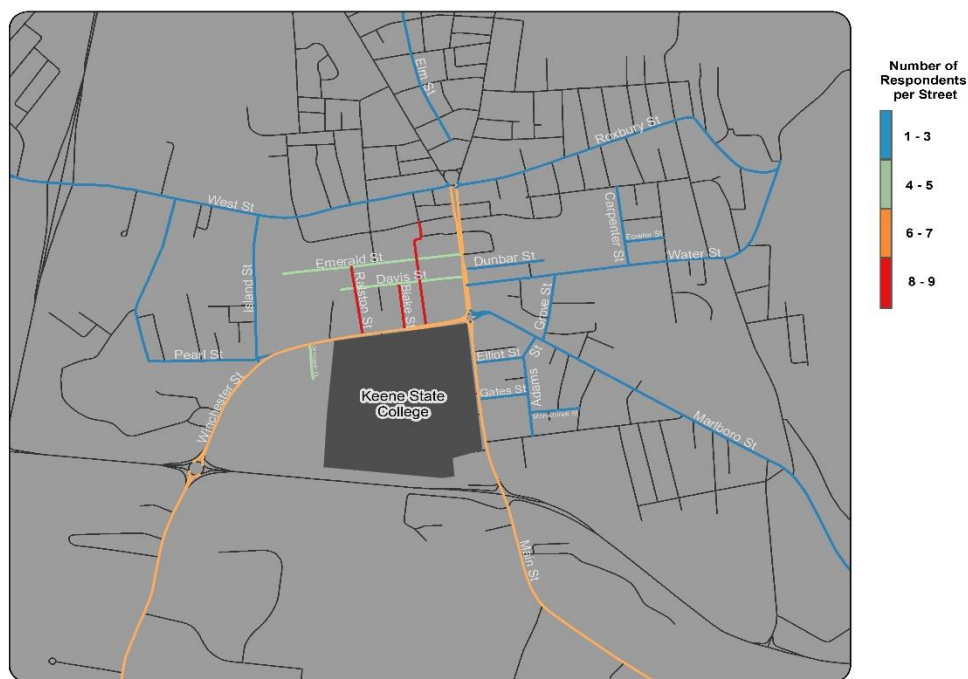 Number of
Respondents
per Street
1 - 3
4 - 5
6 - 7
8 - 9
Elm St
Roxbury St
West St
Carpenter St
Fowler St
Emerald St
Dunbar St
Water St
Davis St
Island St
Ralston St
Blake St
Grove St
Pearl St
Elliot St
Adams St
Keene State
College
Gates St
Winchester St
Marlboro St
Main St